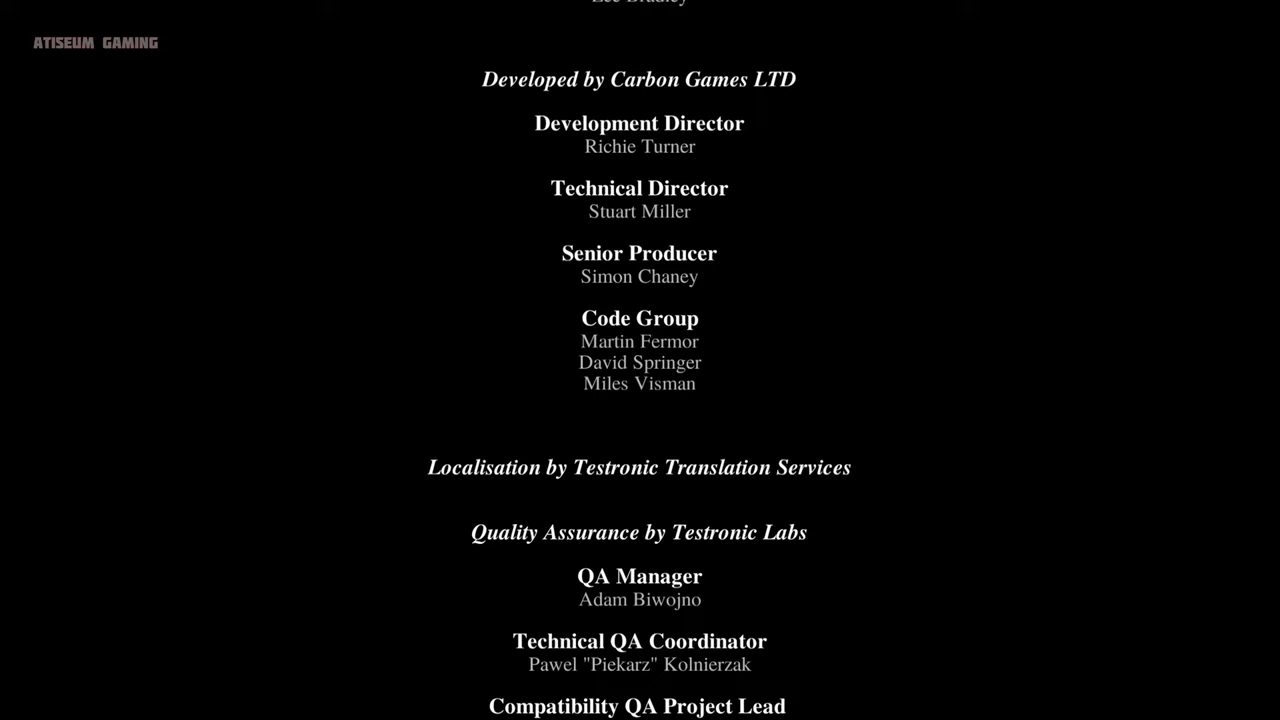 Lee Bradley
ATISEUM GAMING
Developed by Carbon Games LTD
Development Director
Richie Turner
Technical Director
Stuart Miller
Senior Producer
Simon Chaney
Code Group
Martin Fermor
David Springer
Miles Visman
Localisation by Testronic Translation Services
Quality Assurance by Testronic Labs
QA Manager
Adam Biwojno
Technical QA Coordinator
Pawel "Piekarz" Kolnierzak
Compatibility QA Project Lead